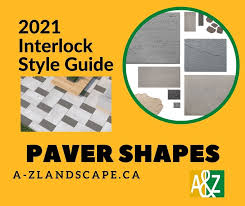 2021
Interlock
Style Guide
PAVER SHAPES
A-ZLANDSCAPE.CA
A&Z